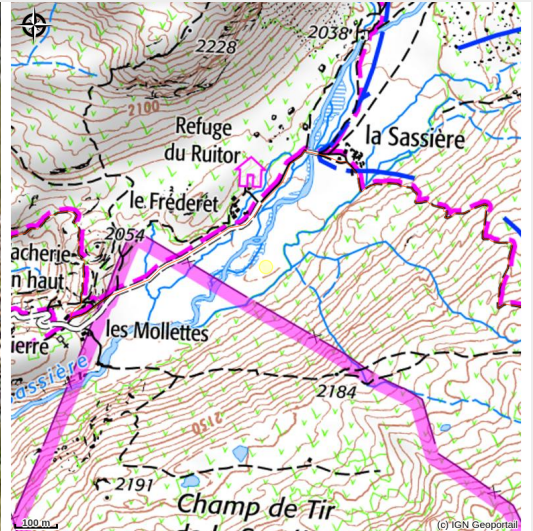 2038
2228
2100
Refuge
du Ruitor
la Sassière
le Fréderet
2054
acherie
n haut
les Mollettes
ierre
assière
2184
2150
2191
Champ de Tir
100 m
(c) IGN Geoportail